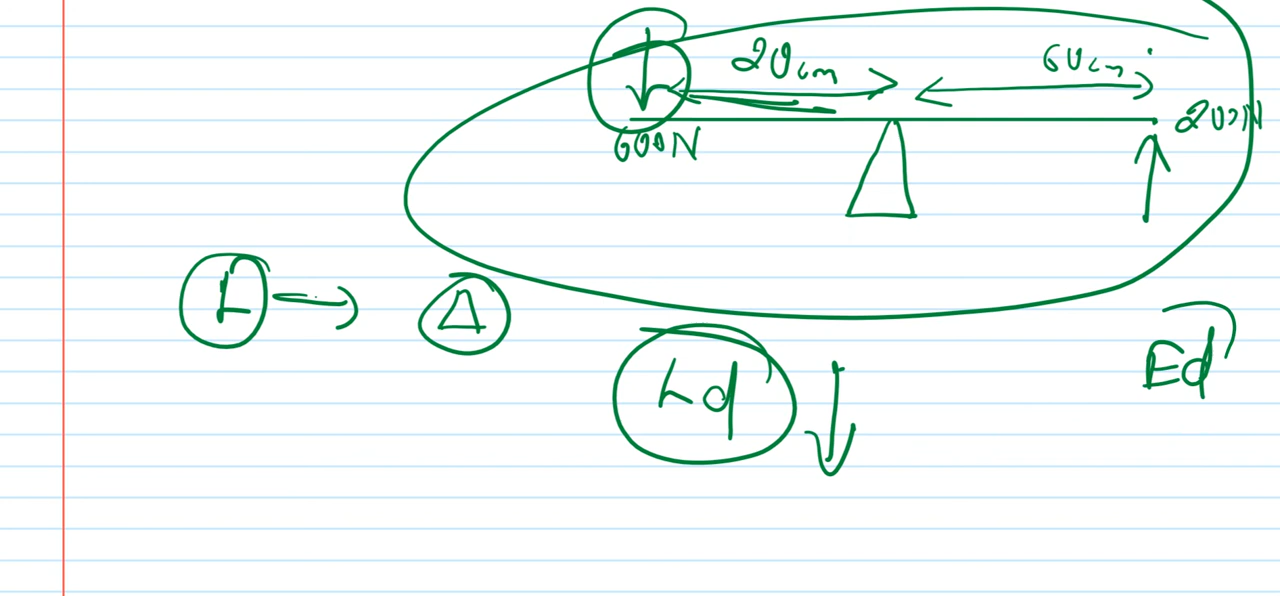 20cm 60cm
600N 200N
L → Δ
Ld ↓ Ed